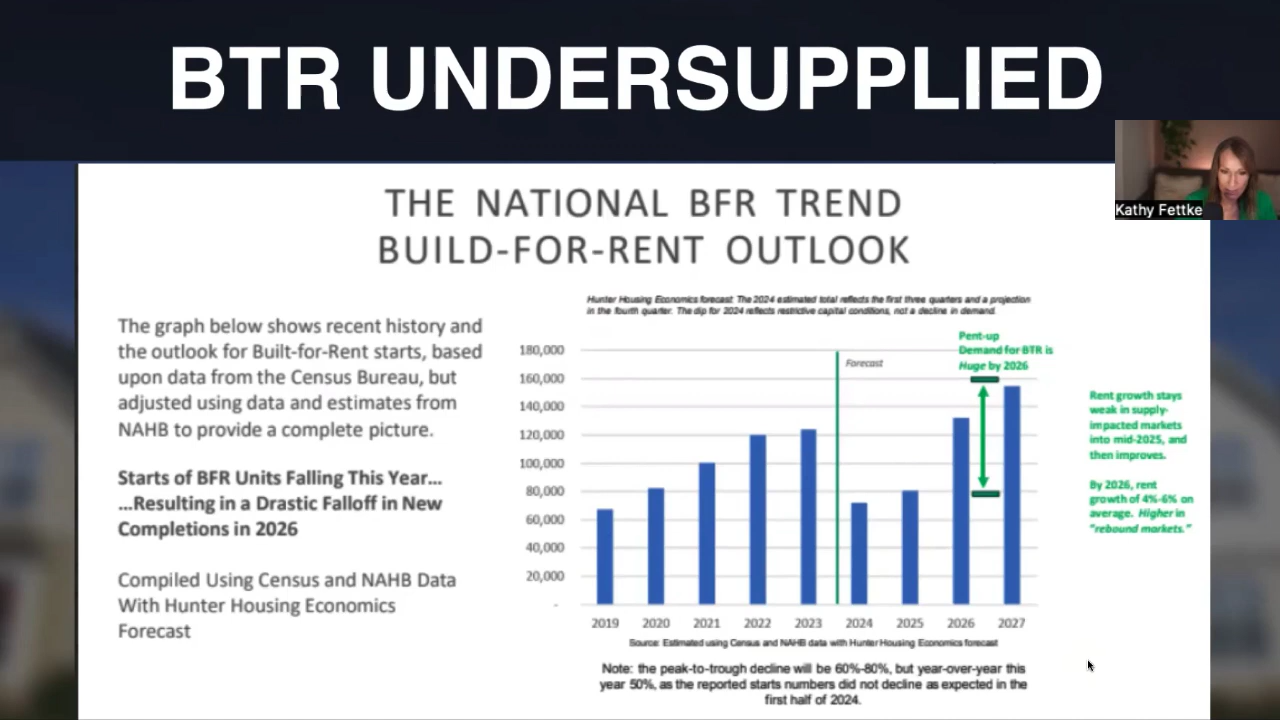 BTR UNDERSUPPLIED
Kathy Fettke
THE NATIONAL BFR TREND
BUILD-FOR-RENT OUTLOOK
The graph below shows recent history and
the outlook for Built-for-Rent starts, based
upon data from the Census Bureau, but
adjusted using data and estimates from
NAHB to provide a complete picture.
Starts of BFR Units Falling This Year…
…Resulting in a Drastic Falloff in New
Completions in 2026
Compiled Using Census and NAHB Data
With Hunter Housing Economics
Forecast
Hunter Housing Economics forecast. The 2024 estimated total reflects the first three quarters and a projection
in the fourth quarter. The dip for 2024 reflects restrictive capital conditions, not a decline in demand.
Pent-up
Demand for BTR is
Huge by 2026
Forecast
180,000
160,000
140,000
120,000
100,000
80,000
60,000
40,000
20,000
-
2019 2020 2021 2022 2023 2024 2025 2026 2027
Source: Estimated using Census and NAHB data with Hunter Housing Economics forecast
Note: the peak-to-trough decline will be 60%-80%, but year-over-year this
year 50%, as the reported starts numbers did not decline as expected in the
first half of 2024.
Rent growth stays
weak in supply-
impacted markets
into mid-2025, and
then improves.
By 2026, rent
growth of 4%-6% on
average. Higher in
"rebound markets."